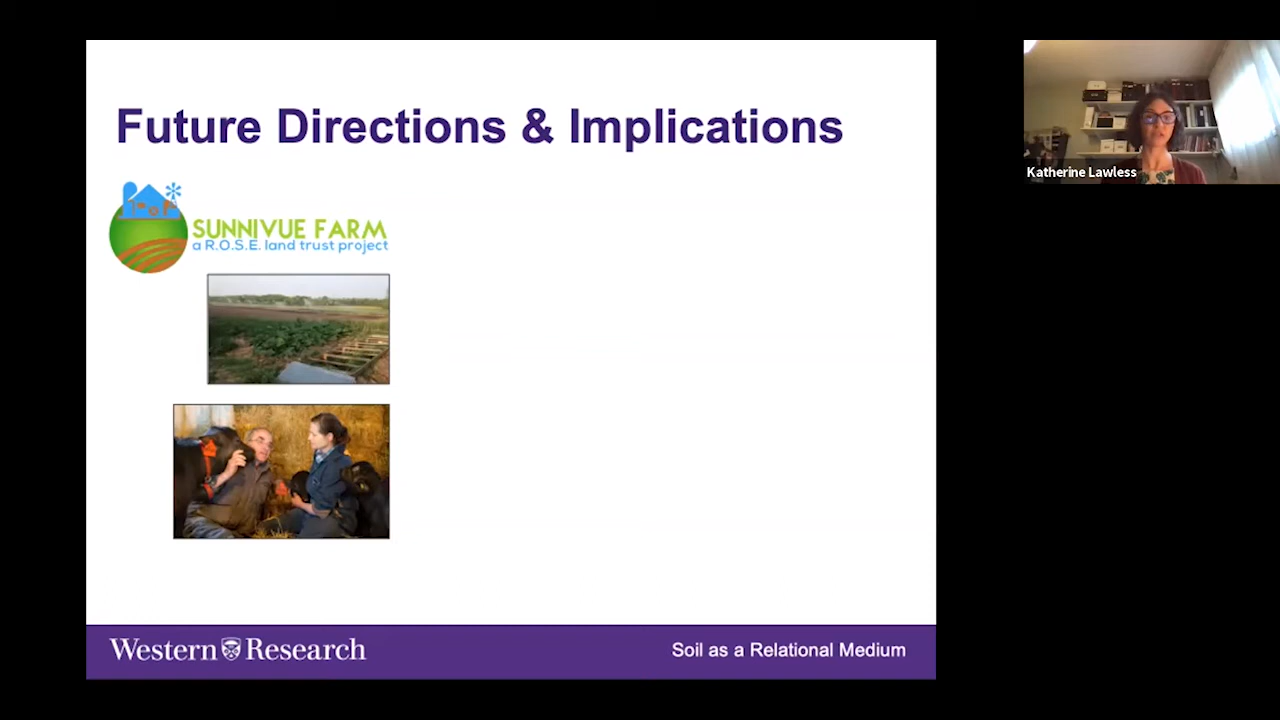 Future Directions & Implications
SUNNIVUE FARM
a R.O.S.E. land trust project
Katherine Lawless
Western Research
Soil as a Relational Medium